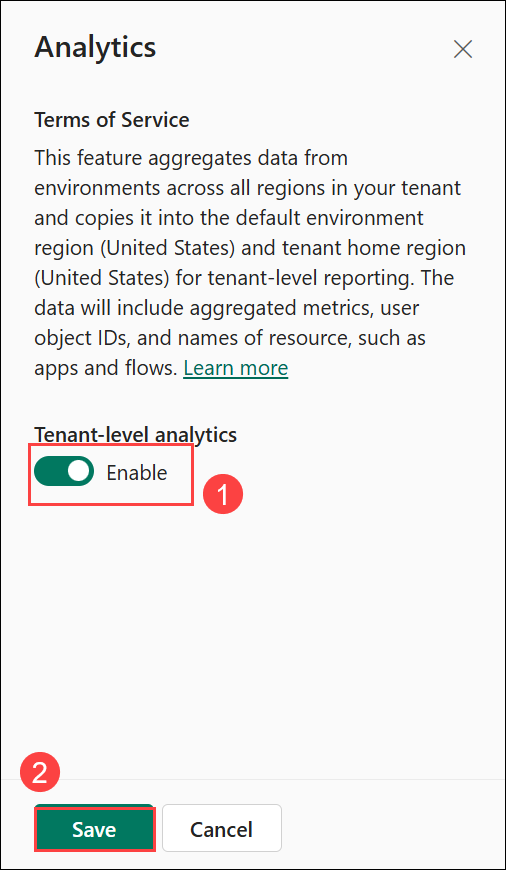 Analytics
Terms of Service
This feature aggregates data from
environments across all regions in your tenant
and copies it into the default environment
region (United States) and tenant home region
(United States) for tenant-level reporting. The
data will include aggregated metrics, user
object IDs, and names of resource, such as
apps and flows. Learn more
Tenant-level analytics
Enable
1
2
Save Cancel